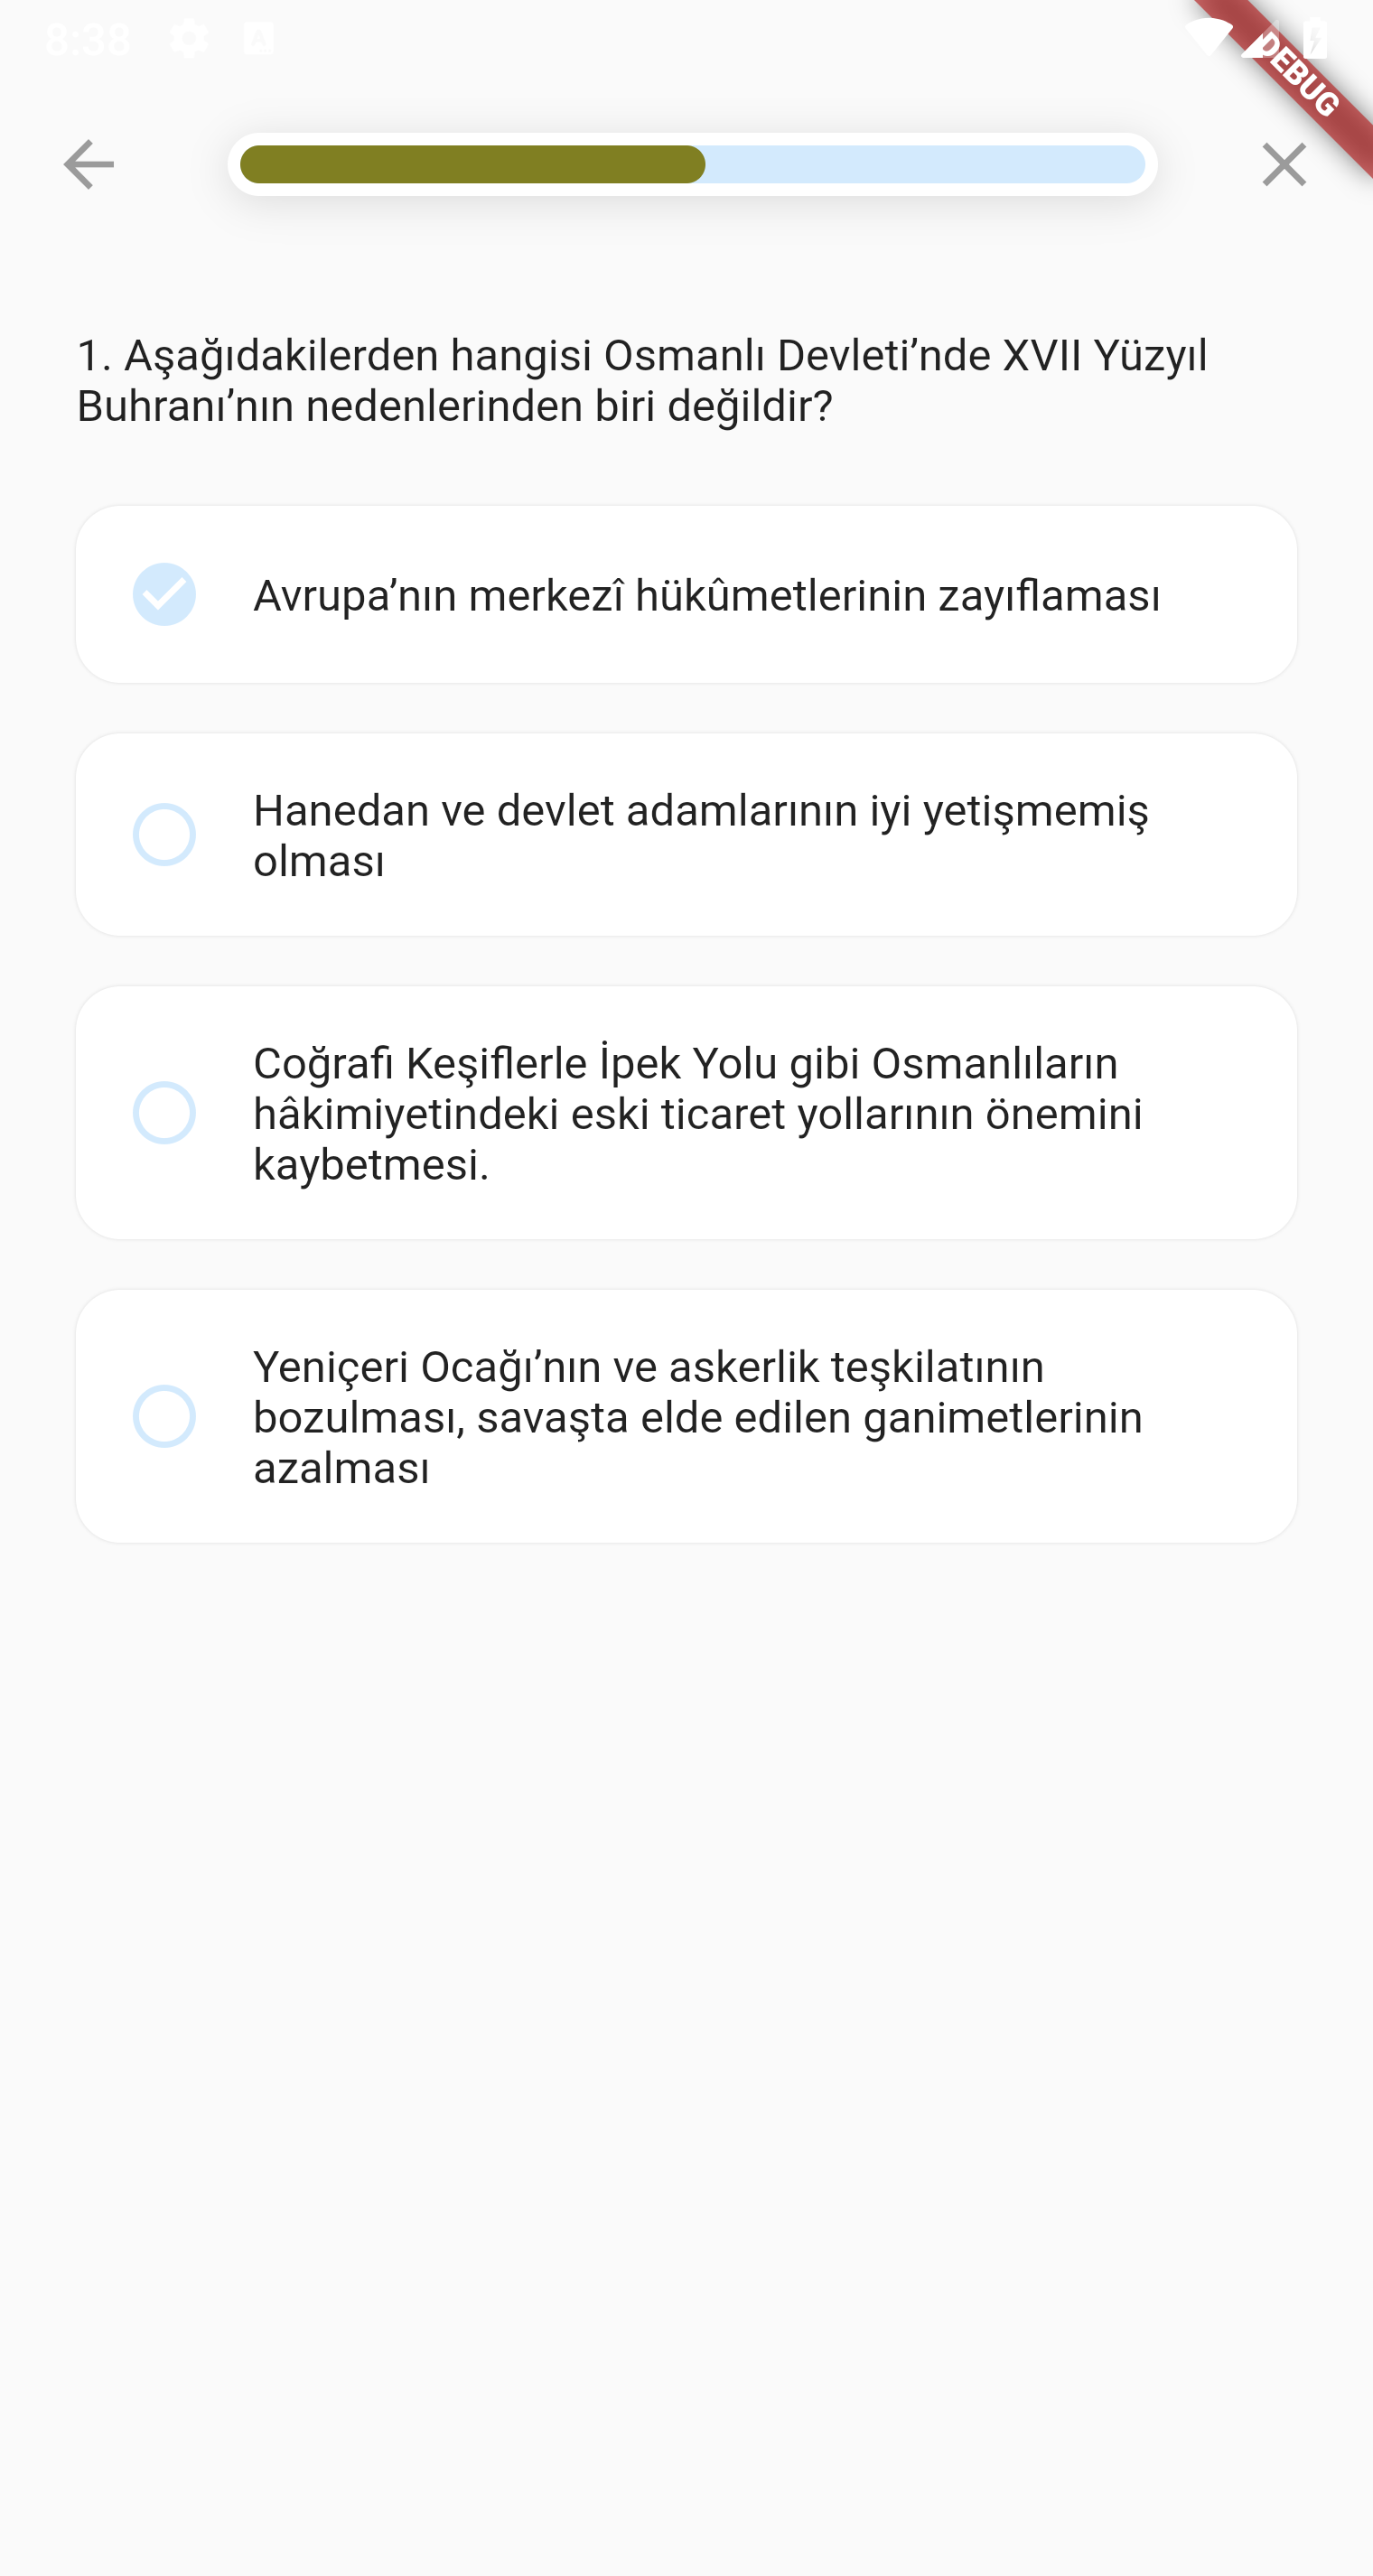 8:38
DEBUG
1. Aşağıdakilerden hangisi Osmanlı Devleti’nde XVII Yüzyıl
Buhranı’nın nedenlerinden biri değildir?
Avrupa’nın merkezî hükûmetlerinin zayıflaması
Hanedan ve devlet adamlarının iyi yetişmemiş
olması
Coğrafi Keşiflerle İpek Yolu gibi Osmanlıların
hâkimiyetindeki eski ticaret yollarının önemini
kaybetmesi.
Yeniçeri Ocağı’nın ve askerlik teşkilatının
bozulması, savaşta elde edilen ganimetlerinin
azalması